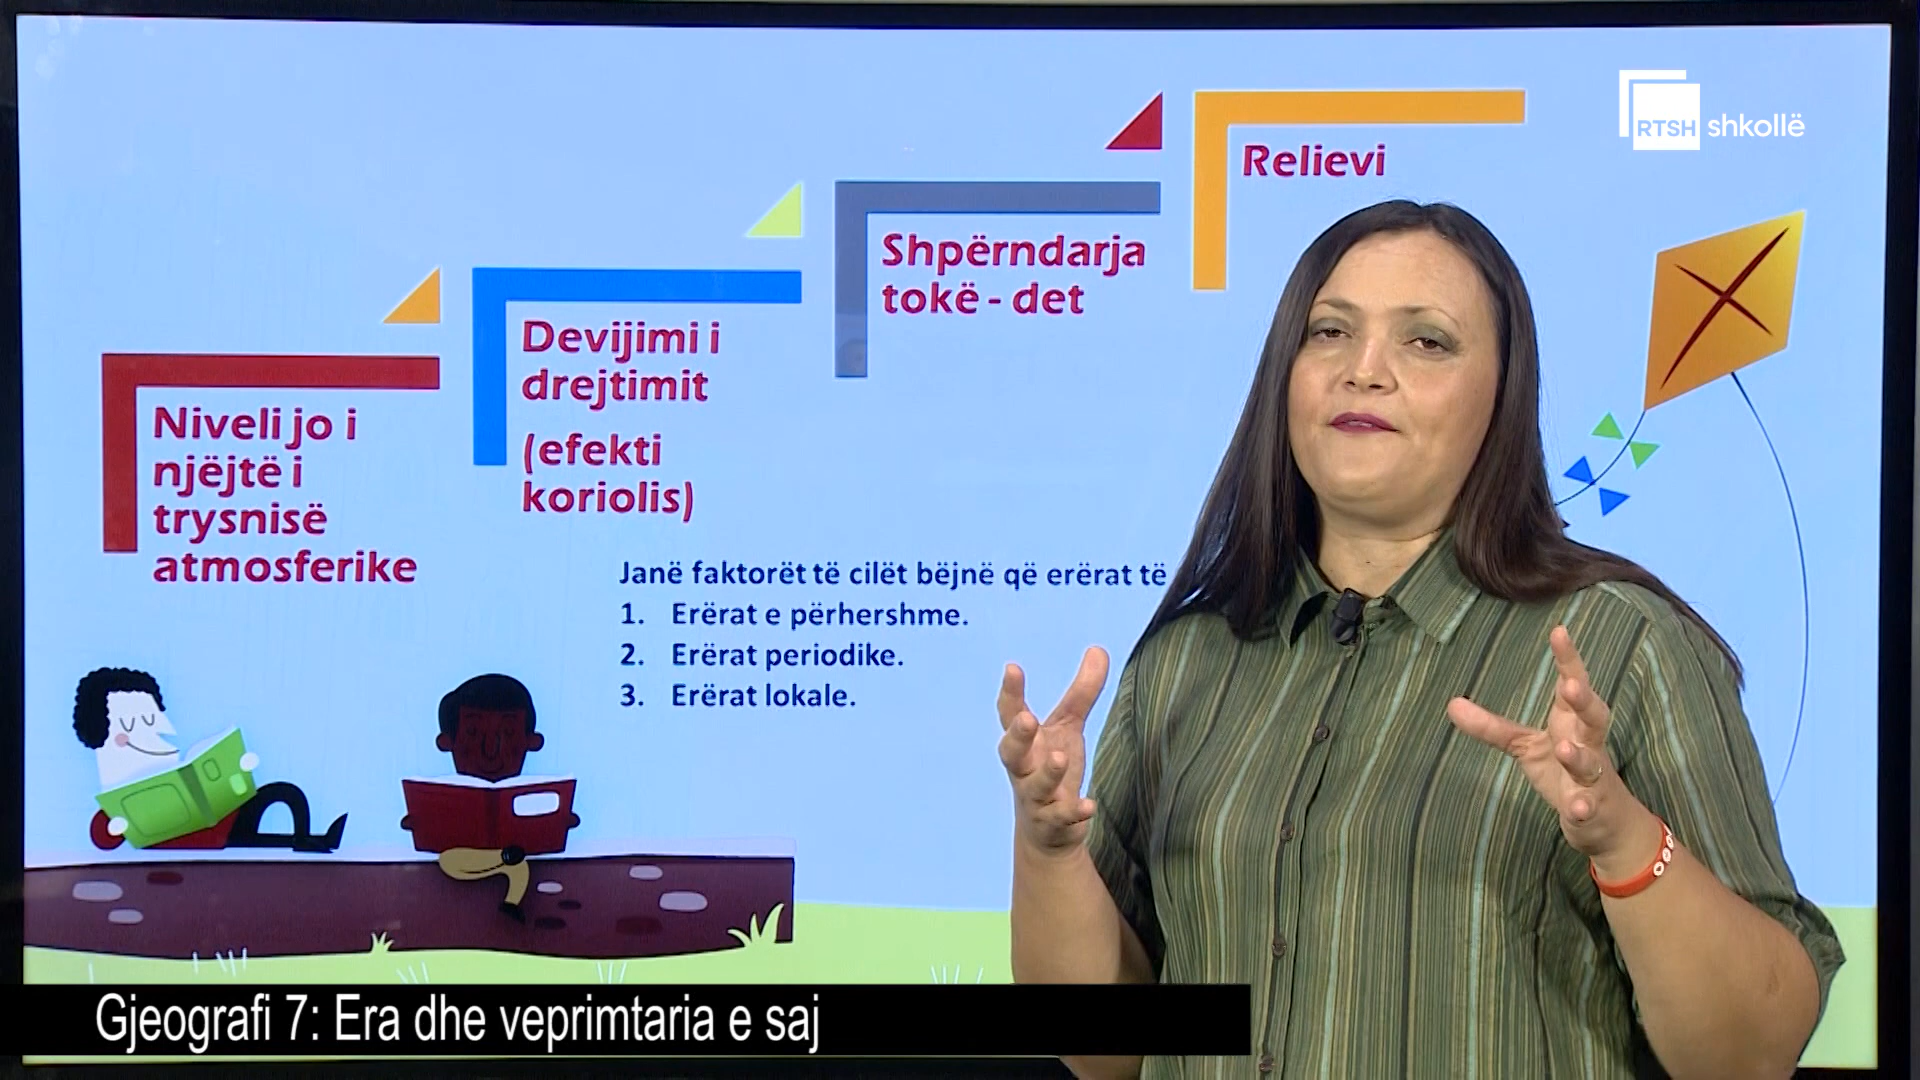 RTSH shkollë
Relievi
Shpërndarja
tokë - det
Devijimi i
drejtimit
(efekti
koriolis)
Niveli jo i
njëjtë i
trysnisë
atmosferike
Janë faktorët të cilët bëjnë që erërat të
1. Erërat e përhershme.
2. Erërat periodike.
3. Erërat lokale.
Gjeografi 7: Era dhe veprimtaria e saj